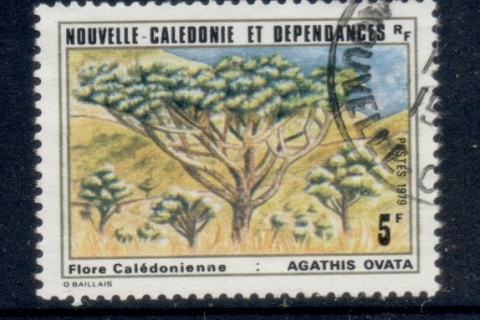 NOUVELLE-CALEDONIE ET DEPENDANCES RF
POSTES 1979
5F
Flore Calédonienne : AGATHIS OVATA
O BAILLAIS